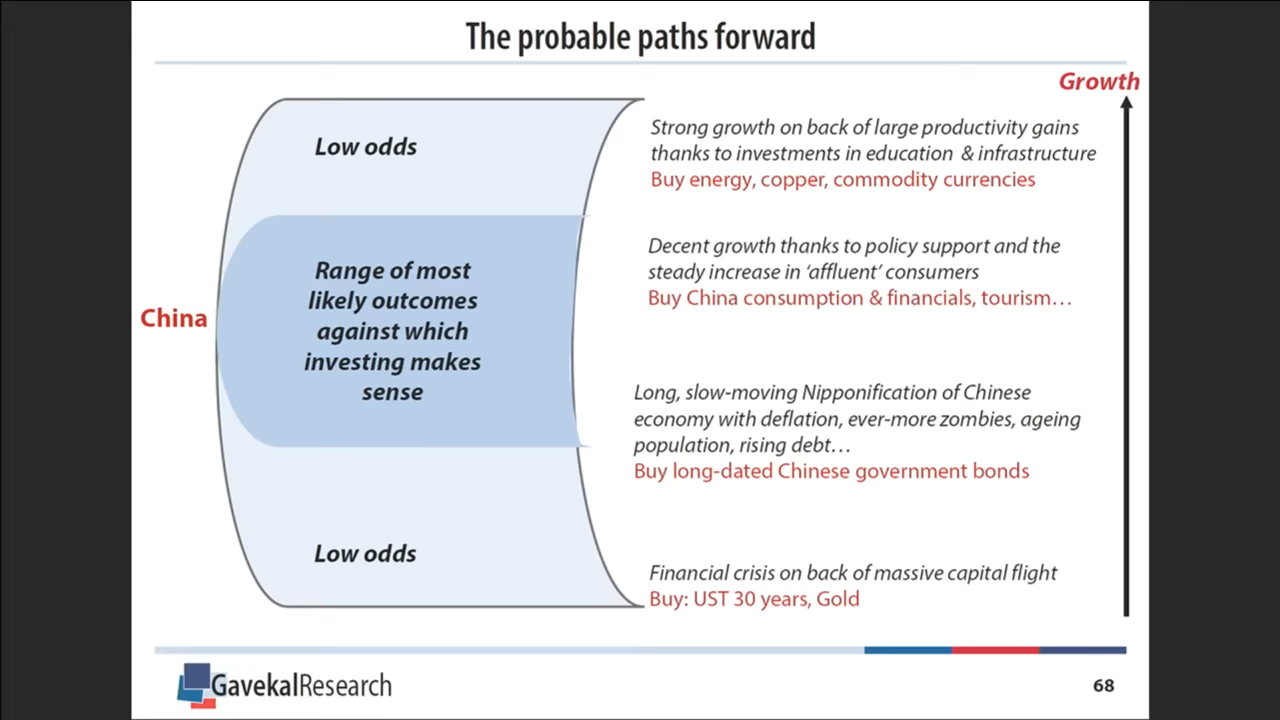 The probable paths forward
Growth
Low odds
Strong growth on back of large productivity gains
thanks to investments in education & infrastructure
Buy energy, copper, commodity currencies
Range of most
likely outcomes
against which
investing makes
sense
China
Decent growth thanks to policy support and the
steady increase in ‘affluent’ consumers
Buy China consumption & financials, tourism…
Long, slow-moving Nipponification of Chinese
economy with deflation, ever-more zombies, ageing
population, rising debt…
Buy long-dated Chinese government bonds
Low odds
Financial crisis on back of massive capital flight
Buy: UST 30 years, Gold
GavekalResearch
68